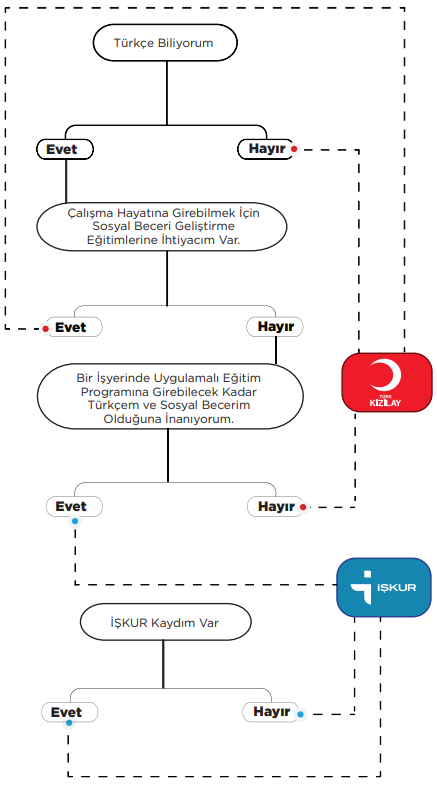 Türkçe Biliyorum
Evet
Hayır
Çalışma Hayatına Girebilmek İçin
Sosyal Beceri Geliştirme
Eğitimlerine İhtiyacım Var.
Evet
Hayır
Bir İşyerinde Uygulamalı Eğitim
Programına Girebilecek Kadar
Türkçem ve Sosyal Becerim
Olduğuna İnanıyorum.
TÜRK
KIZILAY
Evet
Hayır
İŞKUR
İŞKUR Kaydım Var
Evet
Hayır